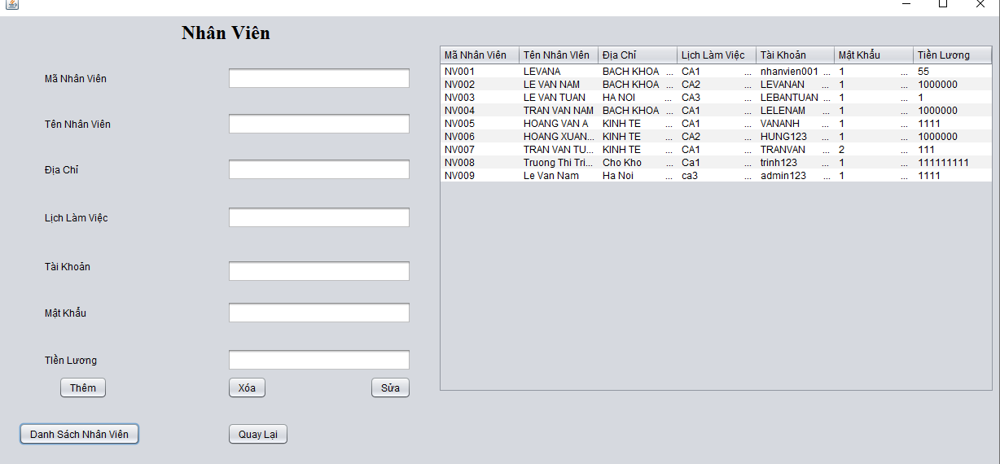 Nhân Viên
Mã Nhân Viên
Tên Nhân Viên
Địa Chỉ
Lịch Làm Việc
Tài Khoản
Mật Khẩu
TIền Lương
Thêm Xóa Sửa
Danh Sách Nhân Viên Quay Lại
Mã Nhân Viên Tên Nhân VIên Địa Chỉ Lịch Làm Việc Tài Khoản Mật Khẩu Tiền Lương
NV001 LEVANA BACH KHOA ... CA1 ... nhanvien001 ... 1 ... 55
NV002 LE VAN NAM BACH KHOA ... CA2 ... LEVANAN ... 1 ... 1000000
NV003 LE VAN TUAN HA NOI ... CA3 ... LEBANTUAN ... 1 ... 1
NV004 TRAN VAN NAM BACH KHOA ... CA1 ... LELENAM ... 1 ... 1000000
NV005 HOANG VAN A KINH TE ... CA1 ... VANANH ... 1 ... 1111
NV006 HOANG XUAN... KINH TE ... CA2 ... HUNG123 ... 1 ... 1000000
NV007 TRAN VAN TU... KINH TE ... CA1 ... TRANVAN ... 2 ... 111
NV008 Truong Thi Tri... Cho Kho ... Ca1 ... trinh123 ... 1 ... 111111111
NV009 Le Van Nam Ha Noi ... ca3 ... admin123 ... 1 ... 1111